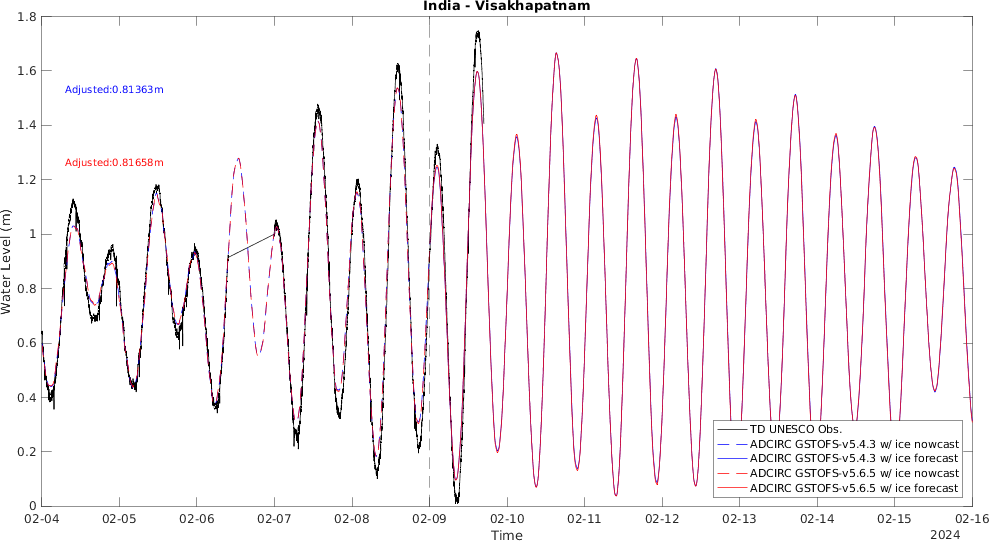 India - Visakhapatnam
1.8
1.6
1.4
1.2
1
0.8
0.6
0.4
0.2
0
Water Level (m)
Adjusted:0.81363m
Adjusted:0.81658m
TD UNESCO Obs.
ADCIRC GSTOFS-v5.4.3 w/ ice nowcast
ADCIRC GSTOFS-v5.4.3 w/ ice forecast
ADCIRC GSTOFS-v5.6.5 w/ ice nowcast
ADCIRC GSTOFS-v5.6.5 w/ ice forecast
02-04 02-05 02-06 02-07 02-08 02-09 02-10 02-11 02-12 02-13 02-14 02-15 02-16
Time
2024